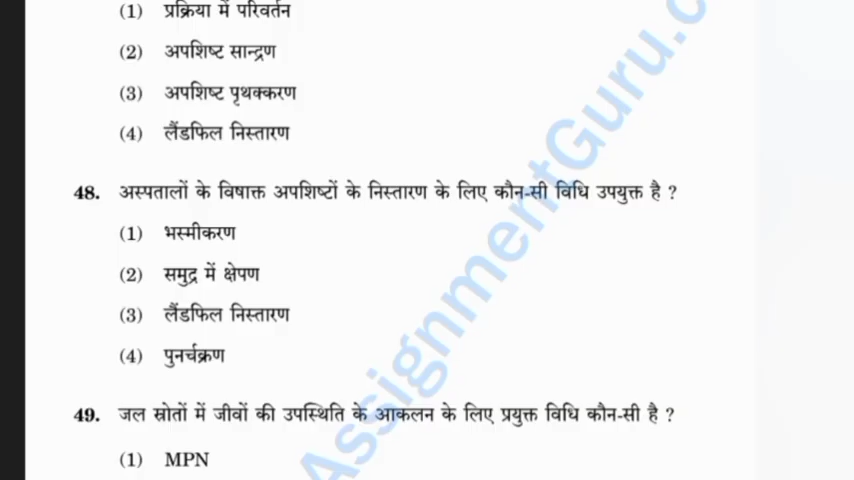 (1) प्रक्रिया में परिवर्तन
(2) अपशिष्ट सान्द्रण
(3) अपशिष्ट पृथक्करण
(4) लैंडफिल निस्तारण
48. अस्पतालों के विषाक्त अपशिष्टों के निस्तारण के लिए कौन-सी विधि उपयुक्त है ?
(1) भस्मीकरण
(2) समुद्र में क्षेपण
(3) लैंडफिल निस्तारण
(4) पुनर्चक्रण
49. जल स्रोतों में जीवों की उपस्थिति के आकलन के लिए प्रयुक्त विधि कौन-सी है ?
(1) MPN
AssignmentGuru.c